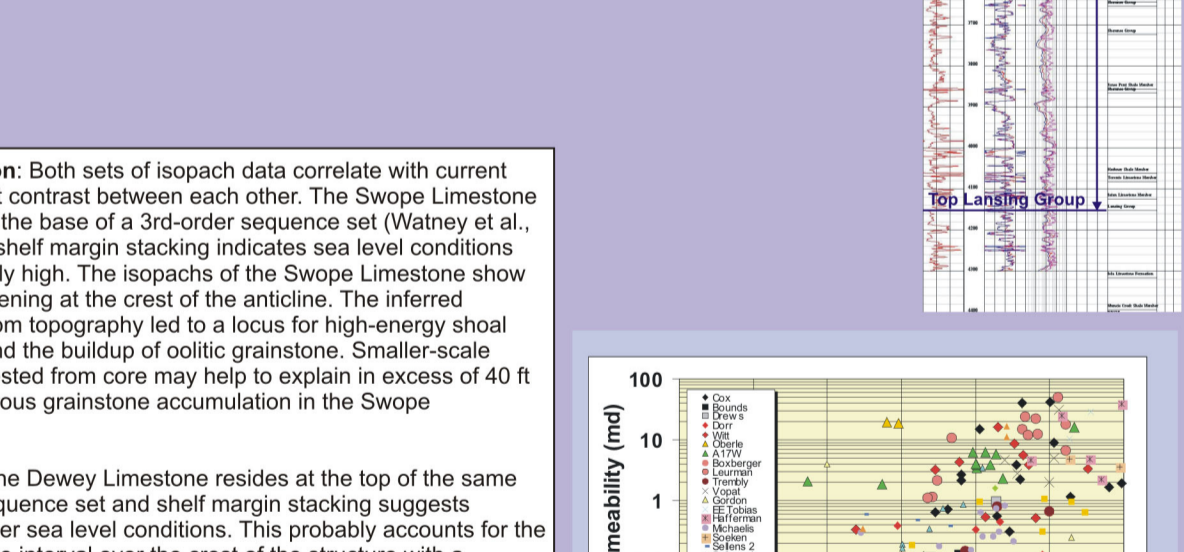 n: Both sets of isopach data correlate with current
contrast between each other. The Swope Limestone
the base of a 3rd-order sequence set (Watney et al.,
shelf margin stacking indicates sea level conditions
ly high. The isopachs of the Swope Limestone show
ening at the crest of the anticline. The inferred
om topography led to a locus for high-energy shoal
nd the buildup of oolitic grainstone. Smaller-scale
sted from core may help to explain in excess of 40 ft
ous grainstone accumulation in the Swope
he Dewey Limestone resides at the top of the same
quence set and shelf margin stacking suggests
er sea level conditions. This probably accounts for the
Top Lansing Group
100
10
1
meability (md)
Cox
Bounds
Drews
Dorr
Witt
Oberle
A17W
Boxberger
Leurman
Trembly
Vopat
Gordon
EE Tobias
Hafferman
Michaelis
Soeken
Sellens 2